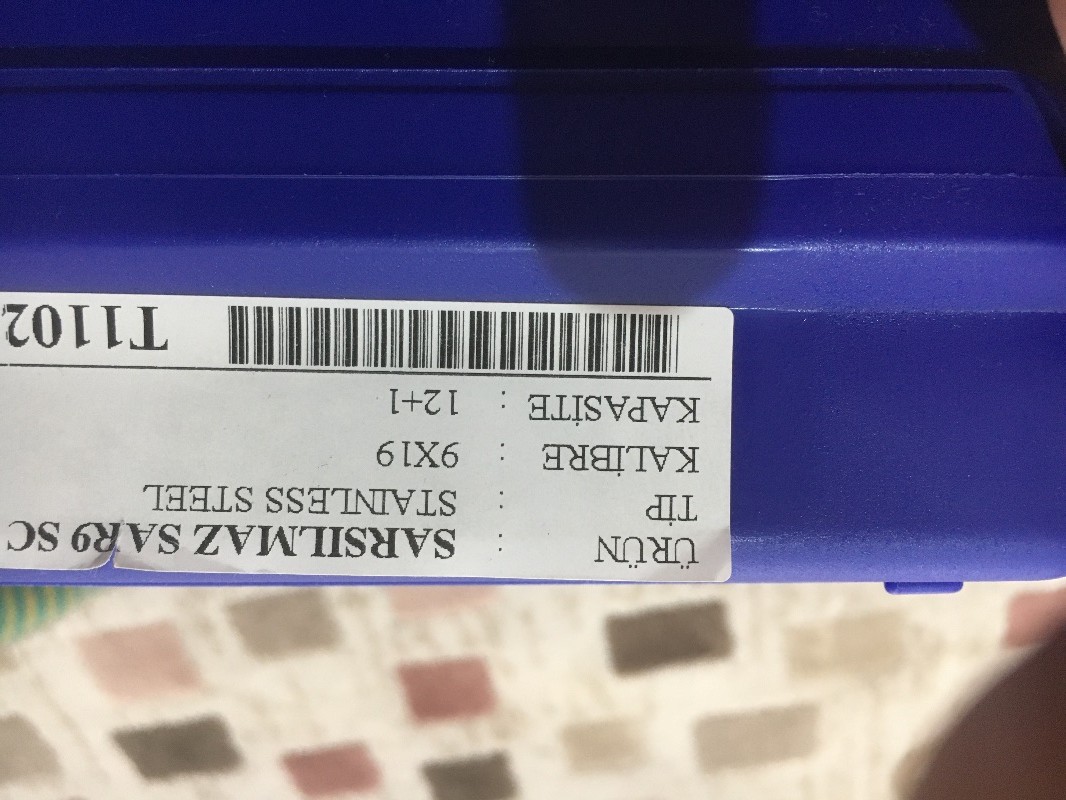 ÜRÜN : SARSILMAZ SAR9 SC
TİP : STAINLESS STEEL
KALİBRE : 9X19
KAPASİTE : 12+1
T1102